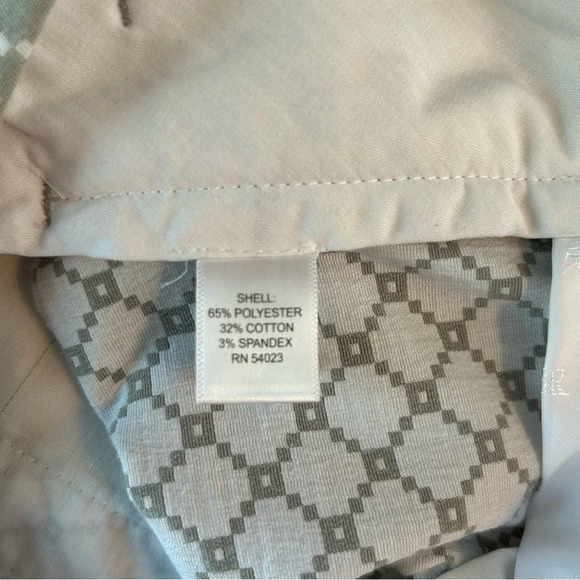 SHELL:
65% POLYESTER
32% COTTON
3% SPANDEX
RN 54023